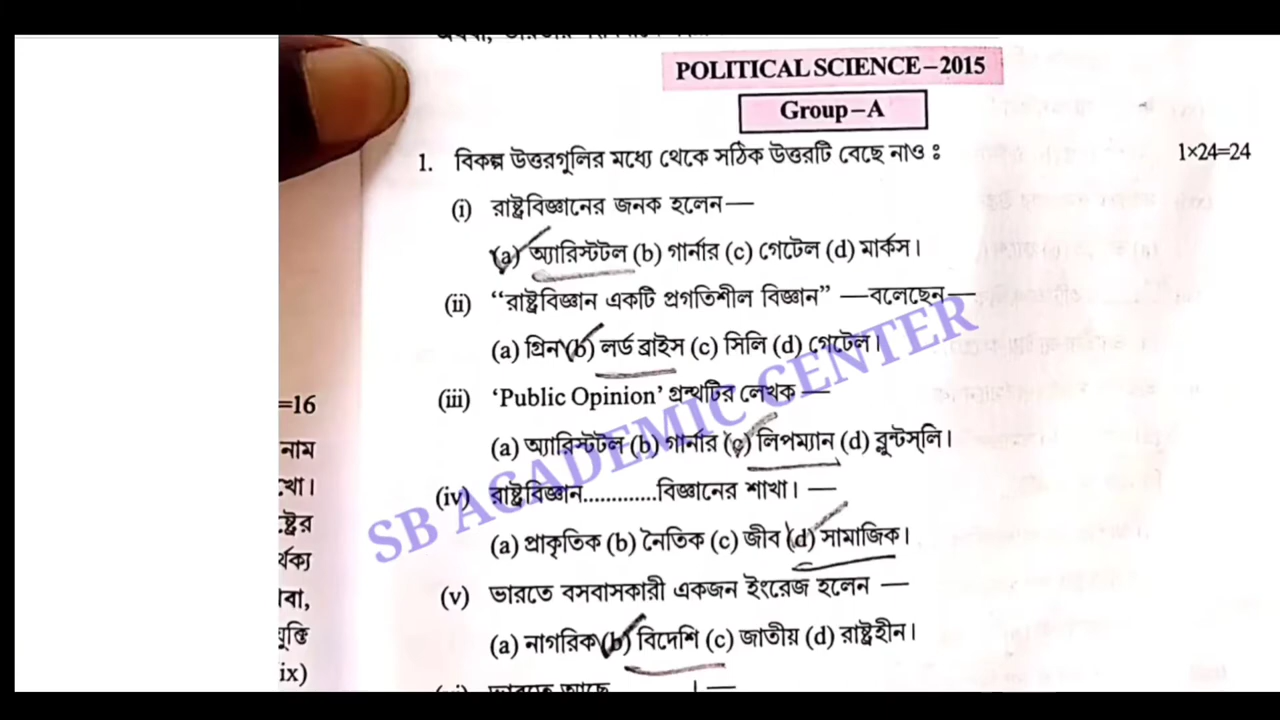 POLITICAL SCIENCE–2015
Group–A
1. বিকল্প উত্তরগুলির মধ্যে থেকে সঠিক উত্তরটি বেছে নাও ঃ 1×24=24
(i) রাষ্ট্রবিজ্ঞানের জনক হলেন—
(a) অ্যারিস্টটল (b) গার্নার (c) গেটেল (d) মার্কস।
(ii) “রাষ্ট্রবিজ্ঞান একটি প্রগতিশীল বিজ্ঞান” —বলেছেন—
(a) গ্রিন (b) লর্ড ব্রাইস (c) সিলি (d) গেটেল।
(iii) ‘Public Opinion’ গ্রন্থটির লেখক —
(a) অ্যারিস্টটল (b) গার্নার (c) লিপম্যান (d) ব্লুন্টস্‌লি।
(iv) রাষ্ট্রবিজ্ঞান.............বিজ্ঞানের শাখা। —
(a) প্রাকৃতিক (b) নৈতিক (c) জীব (d) সামাজিক।
(v) ভারতে বসবাসকারী একজন ইংরেজ হলেন —
(a) নাগরিক (b) বিদেশি (c) জাতীয় (d) রাষ্ট্রহীন।
=16
নাম
ix)
SB ACADEMIC CENTER